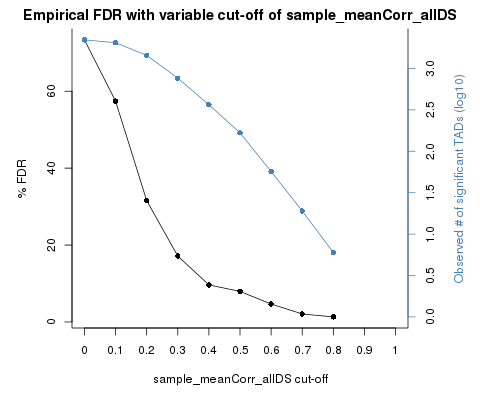 Empirical FDR with variable cut-off of sample_meanCorr_allDS
% FDR
60
40
20
0
3.0
2.5
2.0
1.5
1.0
0.5
0.0
Observed # of significant TADs (log10)
0 0.1 0.2 0.3 0.4 0.5 0.6 0.7 0.8 0.9 1
sample_meanCorr_allDS cut-off